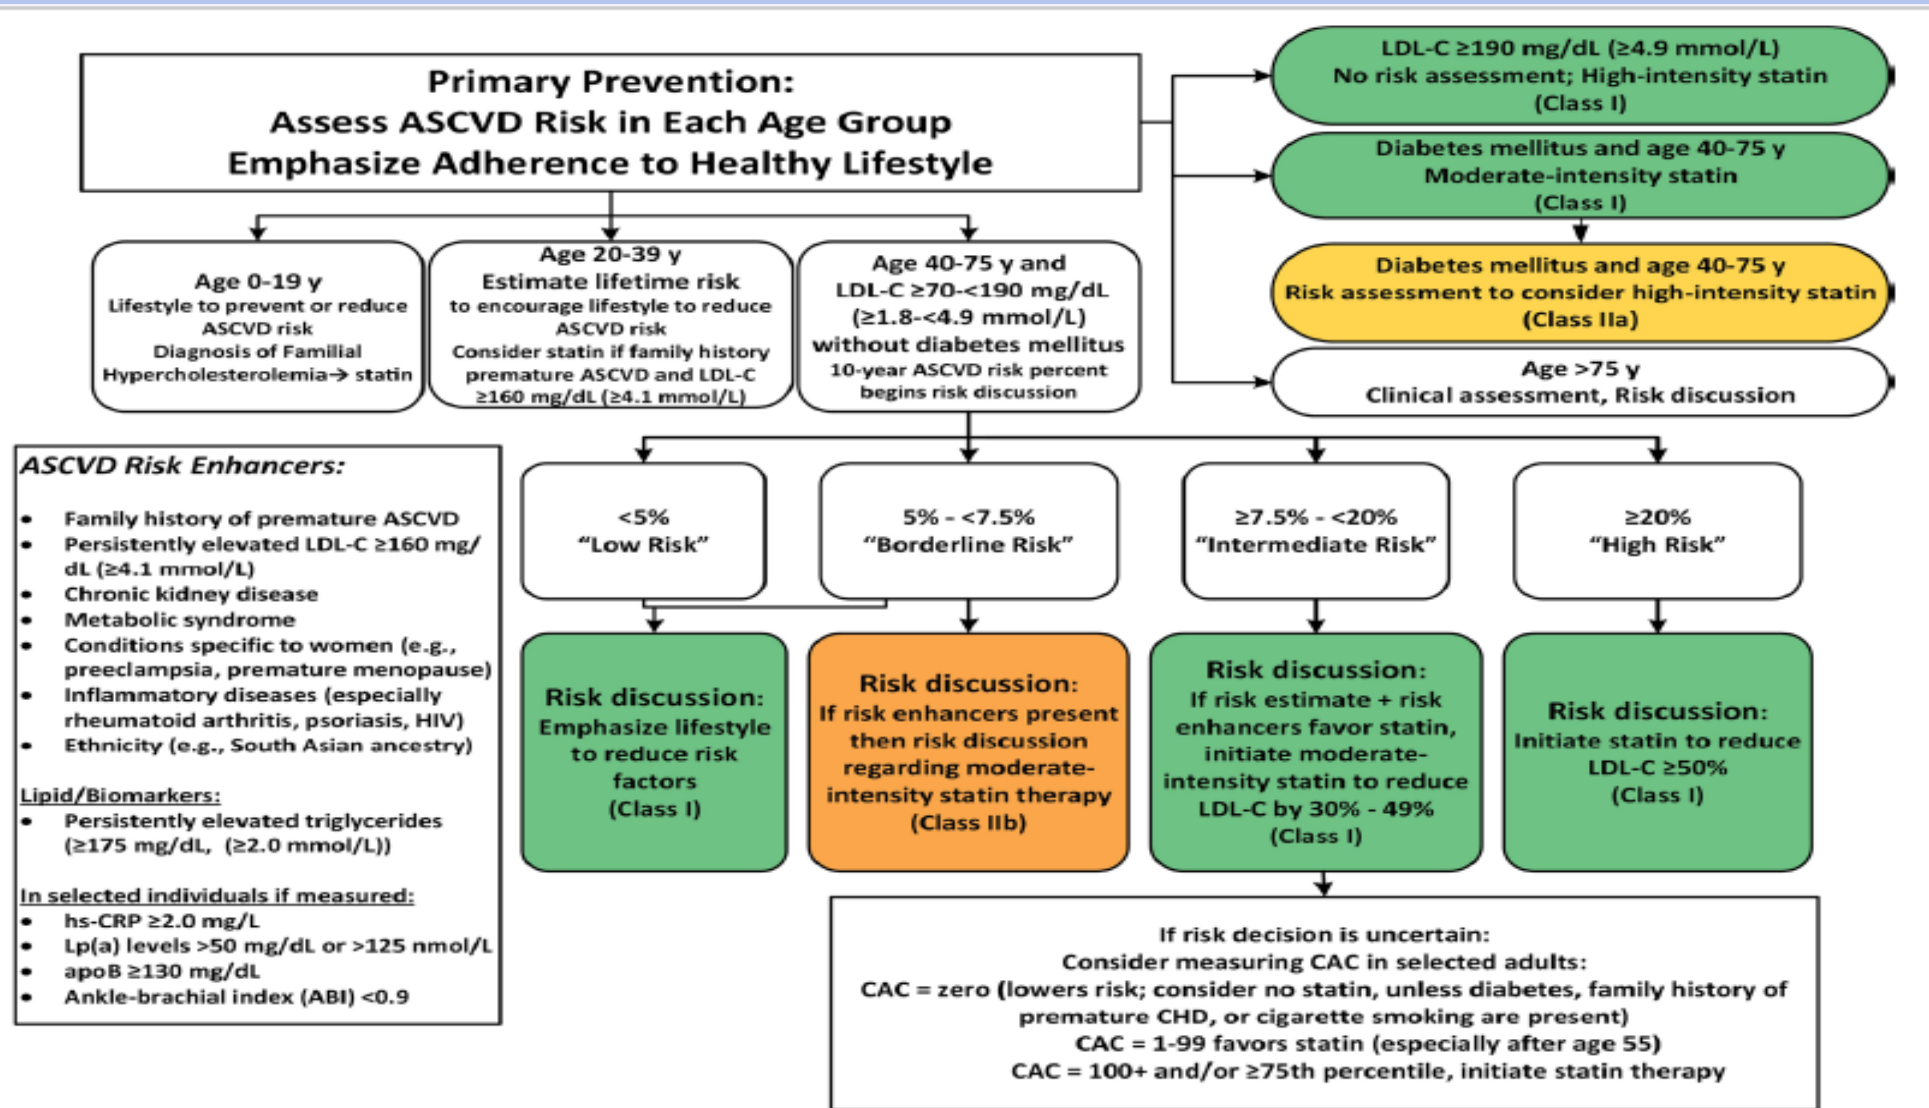 Primary Prevention:
Assess ASCVD Risk in Each Age Group
Emphasize Adherence to Healthy Lifestyle
LDL-C ≥190 mg/dL (≥4.9 mmol/L)
No risk assessment; High-intensity statin
(Class I)
Diabetes mellitus and age 40-75 y
Moderate-intensity statin
(Class I)
Diabetes mellitus and age 40-75 y
Risk assessment to consider high-intensity statin
(Class IIa)
Age >75 y
Clinical assessment, Risk discussion
Age 0-19 y
Lifestyle to prevent or reduce
ASCVD risk
Diagnosis of Familial
Hypercholesterolemia→ statin
Age 20-39 y
Estimate lifetime risk
to encourage lifestyle to reduce
ASCVD risk
Consider statin if family history
premature ASCVD and LDL-C
≥160 mg/dL (≥4.1 mmol/L)
Age 40-75 y and
LDL-C ≥70-<190 mg/dL
(≥1.8-<4.9 mmol/L)
without diabetes mellitus
10-year ASCVD risk percent
begins risk discussion
ASCVD Risk Enhancers:
• Family history of premature ASCVD
• Persistently elevated LDL-C ≥160 mg/
dL (≥4.1 mmol/L)
• Chronic kidney disease
• Metabolic syndrome
• Conditions specific to women (e.g.,
preeclampsia, premature menopause)
• Inflammatory diseases (especially
rheumatoid arthritis, psoriasis, HIV)
• Ethnicity (e.g., South Asian ancestry)
Lipid/Biomarkers:
• Persistently elevated triglycerides
(≥175 mg/dL, (≥2.0 mmol/L))
In selected individuals if measured:
• hs-CRP ≥2.0 mg/L
• Lp(a) levels >50 mg/dL or >125 nmol/L
• apoB ≥130 mg/dL
• Ankle-brachial index (ABI) <0.9
<5%
“Low Risk”
5% - <7.5%
“Borderline Risk”
≥7.5% - <20%
“Intermediate Risk”
≥20%
“High Risk”
Risk discussion:
Emphasize lifestyle
to reduce risk
factors
(Class I)
Risk discussion:
If risk enhancers present
then risk discussion
regarding moderate-
intensity statin therapy
(Class IIb)
Risk discussion:
If risk estimate + risk
enhancers favor statin,
initiate moderate-
intensity statin to reduce
LDL-C by 30% - 49%
(Class I)
Risk discussion:
Initiate statin to reduce
LDL-C ≥50%
(Class I)
If risk decision is uncertain:
Consider measuring CAC in selected adults:
CAC = zero (lowers risk; consider no statin, unless diabetes, family history of
premature CHD, or cigarette smoking are present)
CAC = 1-99 favors statin (especially after age 55)
CAC = 100+ and/or ≥75th percentile, initiate statin therapy